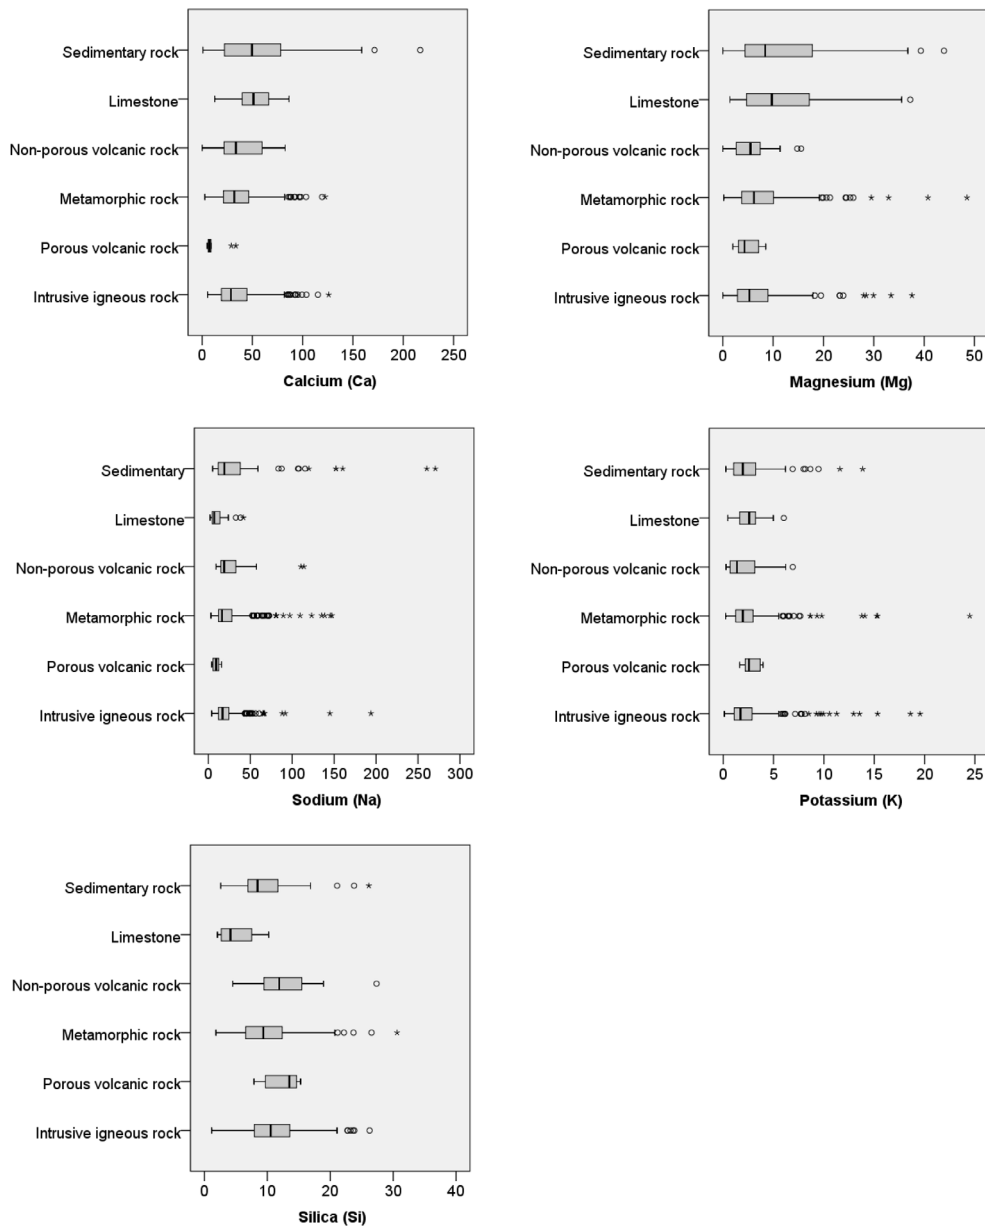 Sedimentary rock
Limestone
Non-porous volcanic rock
Metamorphic rock
Porous volcanic rock
Intrusive igneous rock
0 50 100 150 200 250
Calcium (Ca)
Sedimentary rock
Limestone
Non-porous volcanic rock
Metamorphic rock
Porous volcanic rock
Intrusive igneous rock
0 10 20 30 40 50
Magnesium (Mg)
Sedimentary
Limestone
Non-porous volcanic rock
Metamorphic rock
Porous volcanic rock
Intrusive igneous rock
0 50 100 150 200 250 300
Sodium (Na)
Sedimentary rock
Limestone
Non-porous volcanic rock
Metamorphic rock
Porous volcanic rock
Intrusive igneous rock
0 5 10 15 20 25
Potassium (K)
Sedimentary rock
Limestone
Non-porous volcanic rock
Metamorphic rock
Porous volcanic rock
Intrusive igneous rock
0 10 20 30 40
Silica (Si)